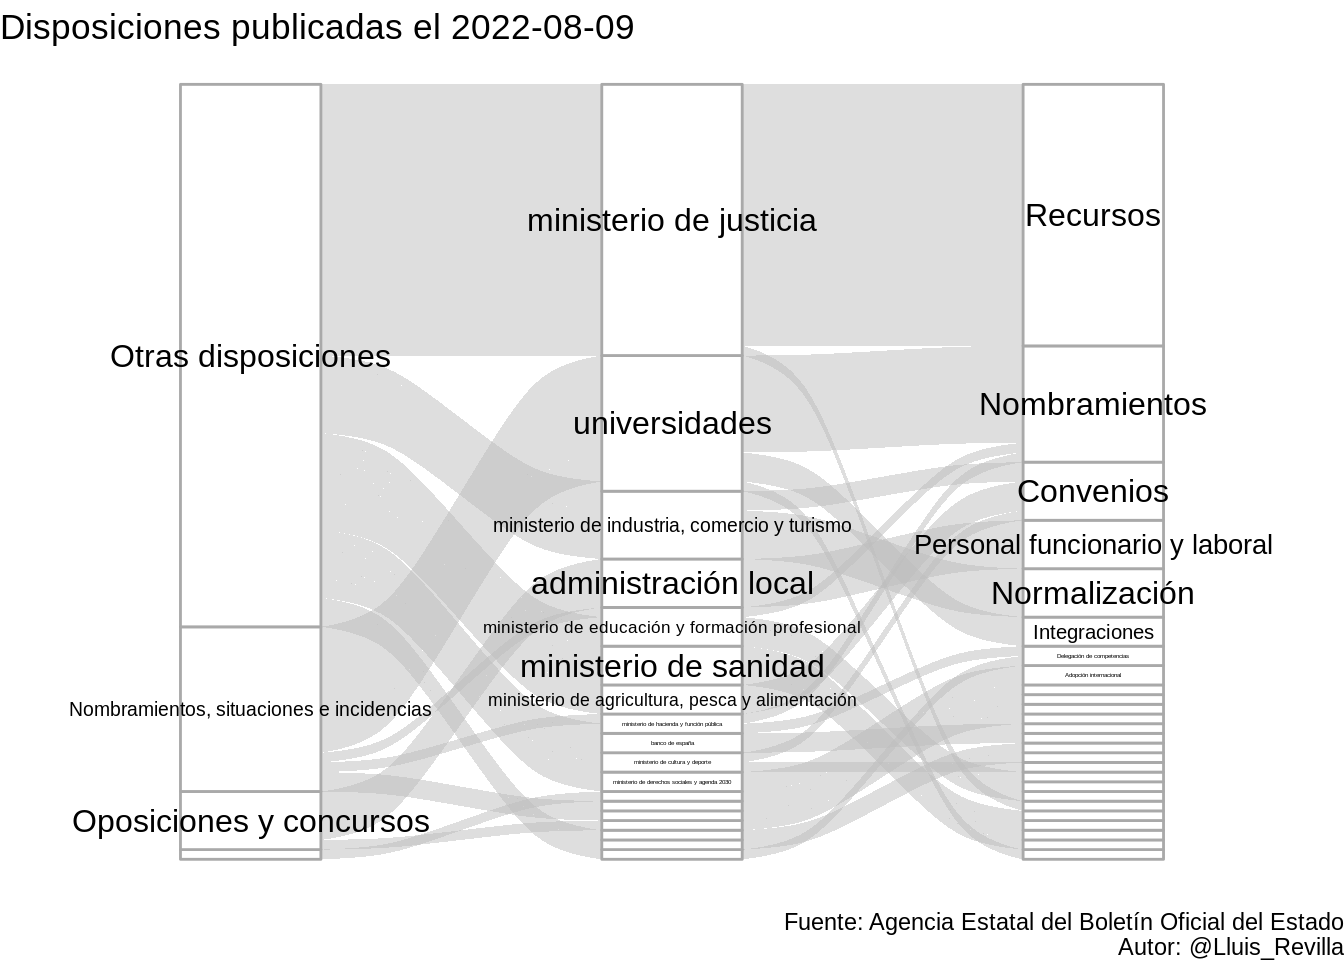 Disposiciones publicadas el 2022-08-09
Otras disposiciones
Nombramientos, situaciones e incidencias
Oposiciones y concursos
ministerio de justicia
universidades
ministerio de industria, comercio y turismo
administración local
ministerio de educación y formación profesional
ministerio de sanidad
ministerio de agricultura, pesca y alimentación
ministerio de hacienda y función pública
banco de españa
ministerio de cultura y deporte
ministerio de derechos sociales y agenda 2030
Recursos
Nombramientos
Convenios
Personal funcionario y laboral
Normalización
Integraciones
Delegación de competencias
Adopción internacional
Fuente: Agencia Estatal del Boletín Oficial del Estado
Autor: @Lluis_Revilla